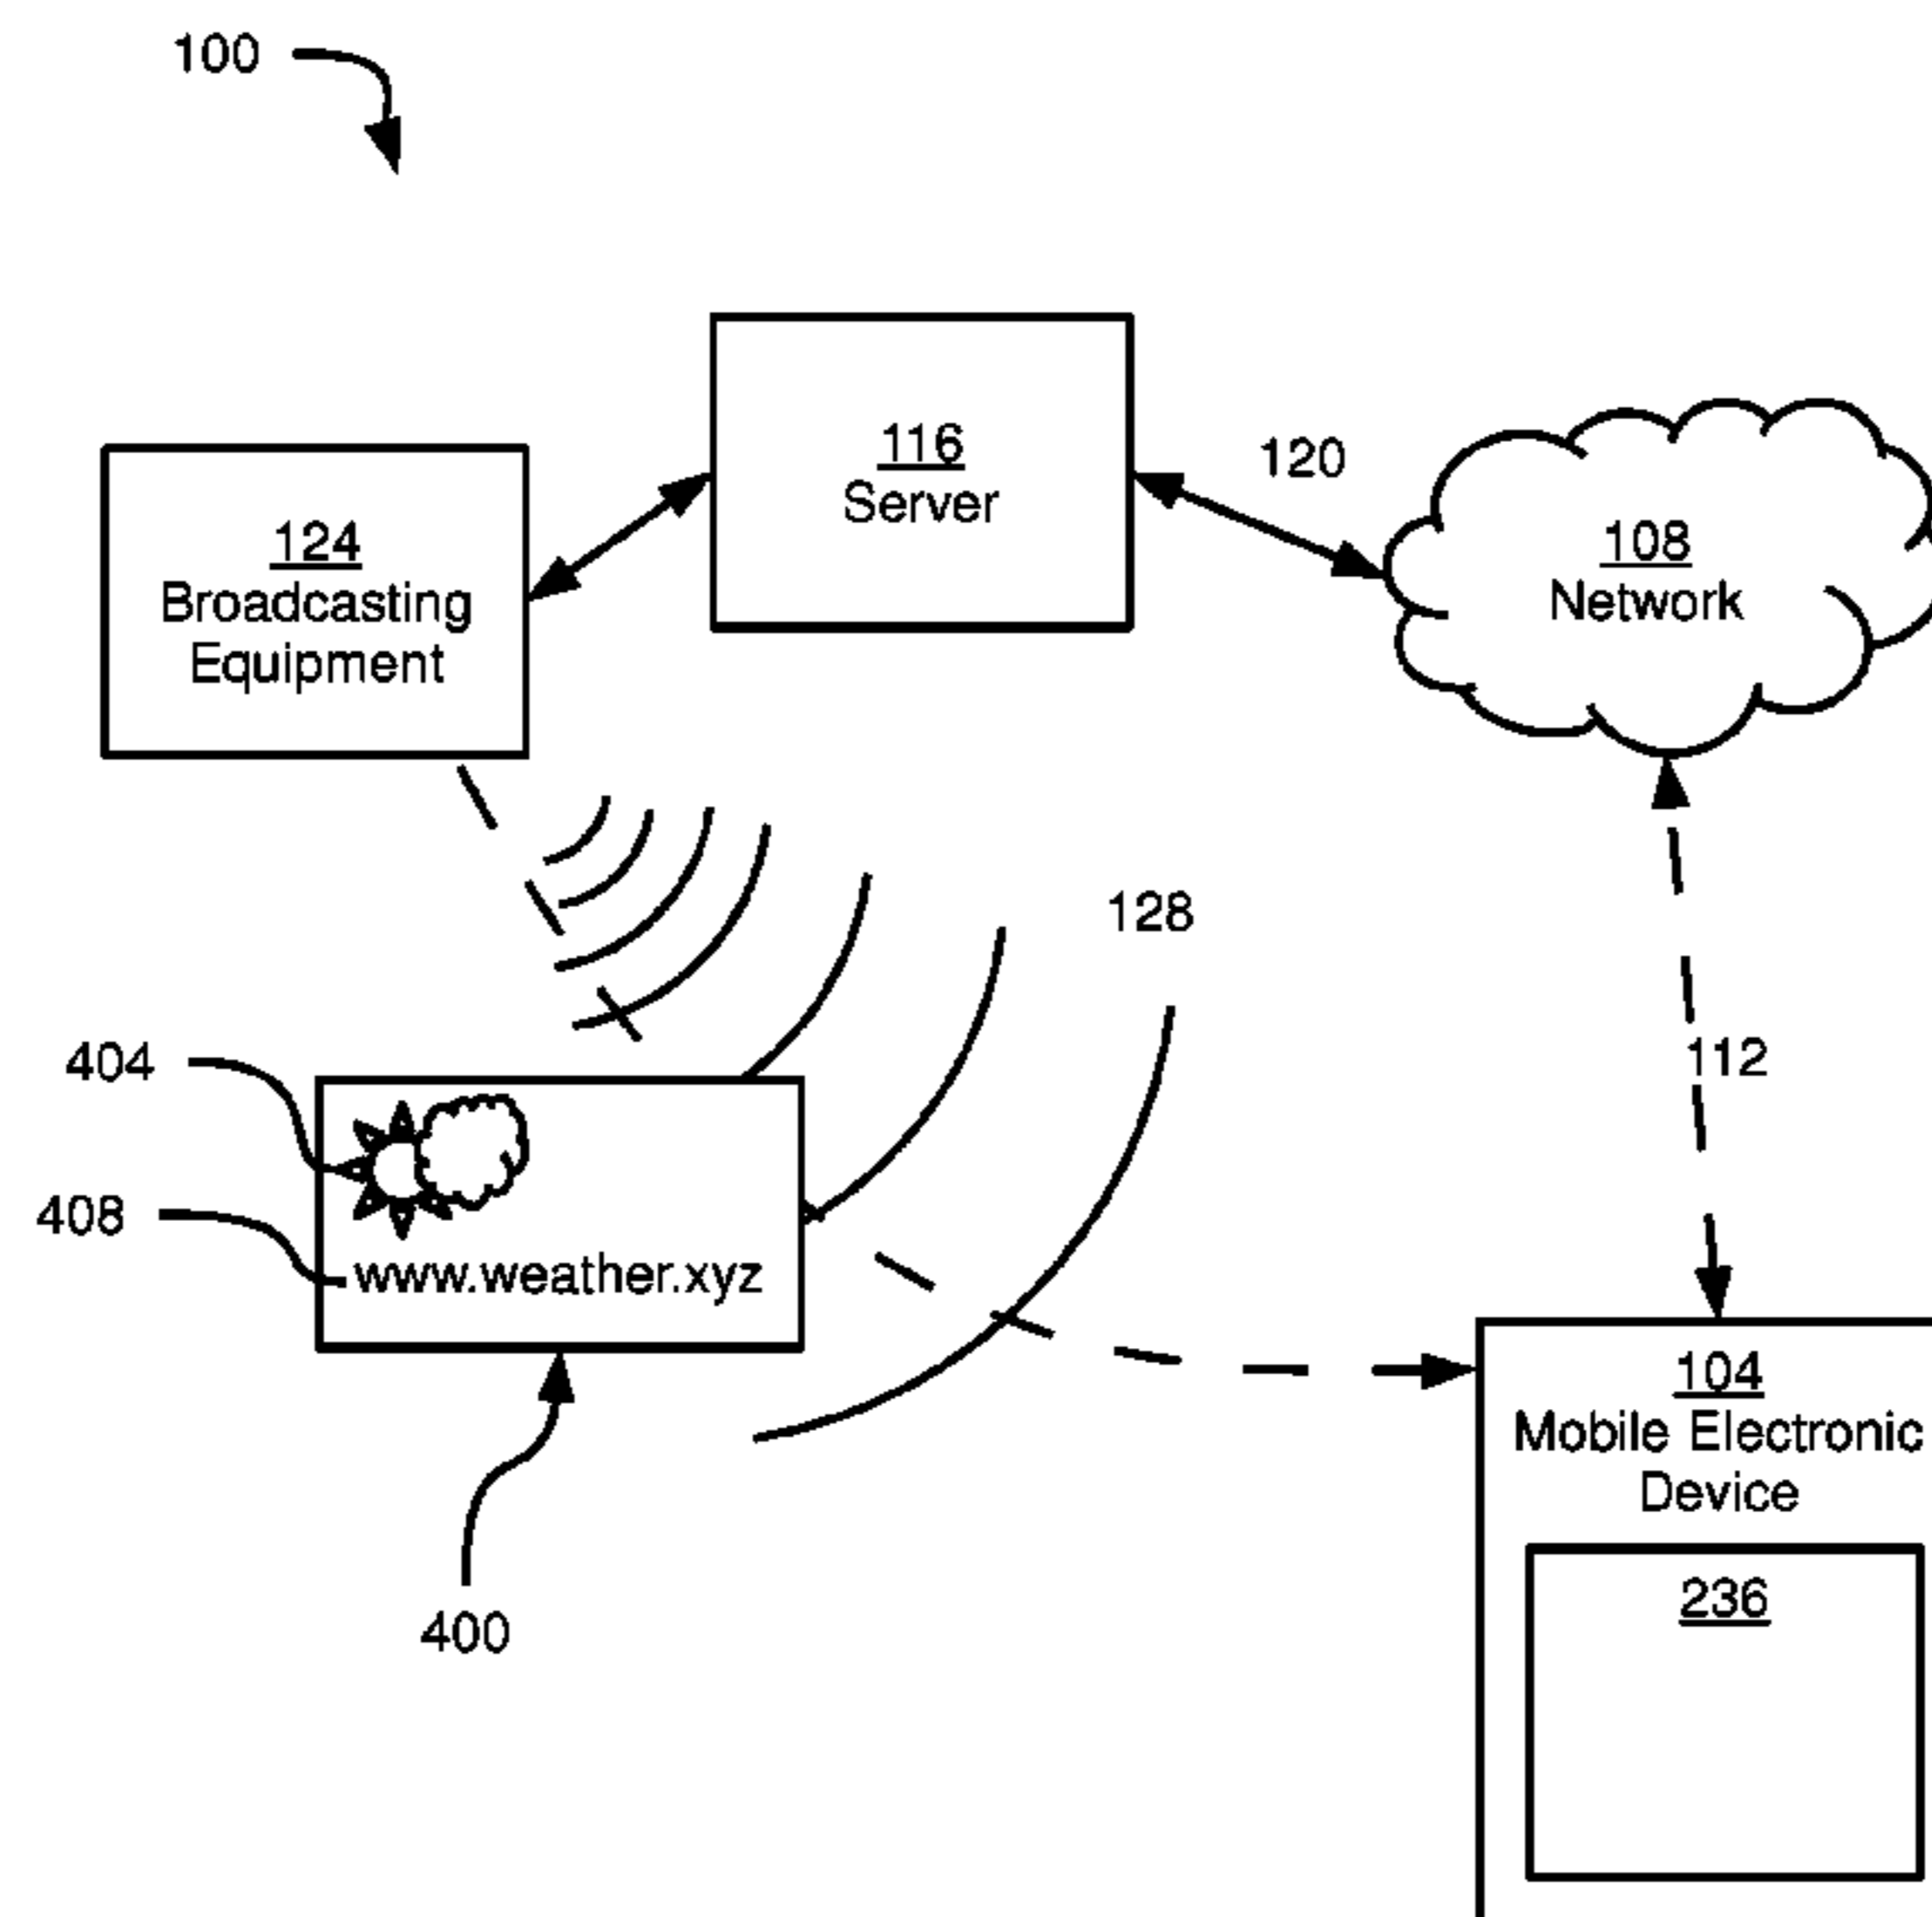 100
116
Server
120
124
Broadcasting
Equipment
108
Network
128
112
404
408
www.weather.xyz
400
104
Mobile Electronic
Device
236